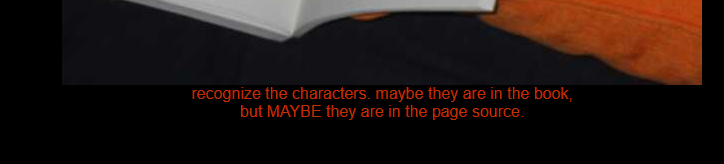 recognize the characters. maybe they are in the book,
but MAYBE they are in the page source.